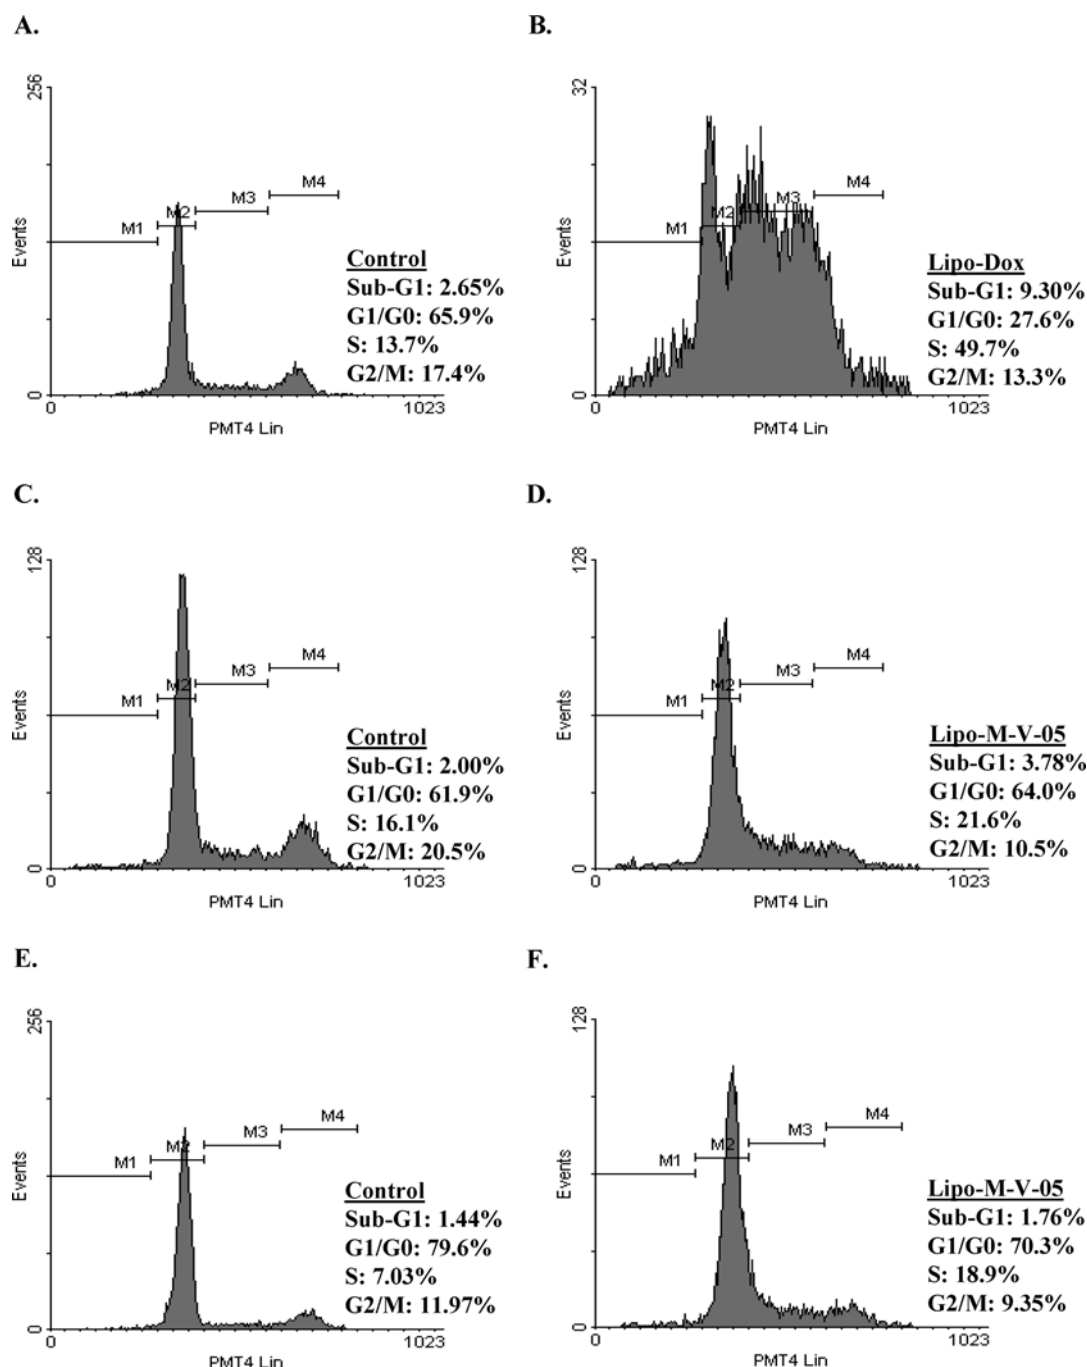 A.
256
Events
0
M1
M2
M3
M4
0
1023
PMT4 Lin
Control
Sub-G1: 2.65%
G1/G0: 65.9%
S: 13.7%
G2/M: 17.4%
B.
32
Events
0
M1
M2
M3
M4
0
1023
PMT4 Lin
Lipo-Dox
Sub-G1: 9.30%
G1/G0: 27.6%
S: 49.7%
G2/M: 13.3%
C.
128
Events
0
M1
M2
M3
M4
0
1023
PMT4 Lin
Control
Sub-G1: 2.00%
G1/G0: 61.9%
S: 16.1%
G2/M: 20.5%
D.
128
Events
0
M1
M2
M3
M4
0
1023
PMT4 Lin
Lipo-M-V-05
Sub-G1: 3.78%
G1/G0: 64.0%
S: 21.6%
G2/M: 10.5%
E.
256
Events
0
M1
M2
M3
M4
0
1023
PMT4 Lin
Control
Sub-G1: 1.44%
G1/G0: 79.6%
S: 7.03%
G2/M: 11.97%
F.
128
Events
0
M1
M2
M3
M4
0
1023
PMT4 Lin
Lipo-M-V-05
Sub-G1: 1.76%
G1/G0: 70.3%
S: 18.9%
G2/M: 9.35%